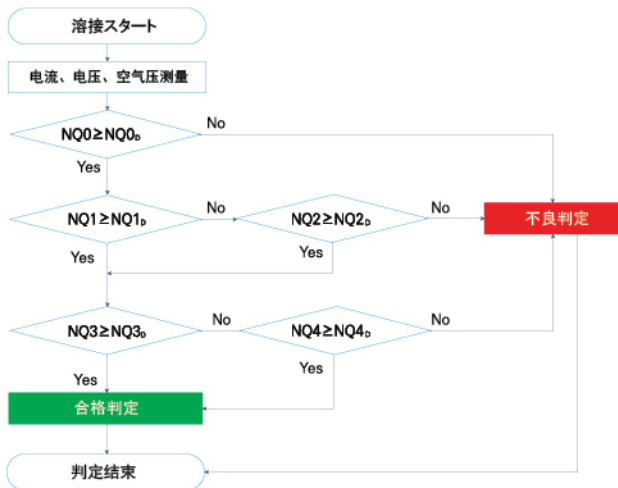 溶接スタート
电流、电压、空气压测量
NQ0≥NQ0D
No
Yes
NQ1≥NQ1D
No
NQ2≥NQ2D
No
不良判定
Yes
Yes
NQ3≥NQ3D
No
NQ4≥NQ4D
No
Yes
Yes
合格判定
判定结束